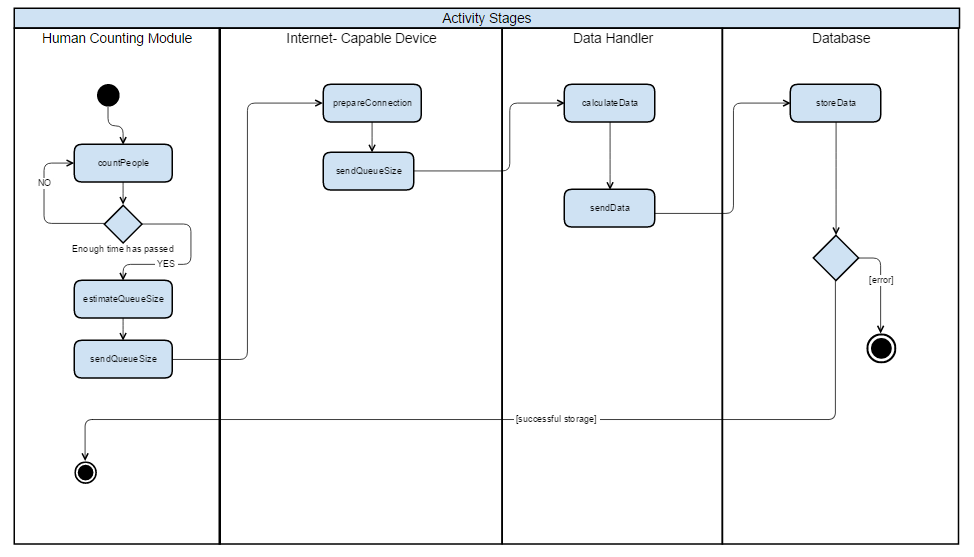 Activity Stages
Human Counting Module
Internet- Capable Device
Data Handler
Database
countPeople
NO
Enough time has passed
YES
estimateQueueSize
sendQueueSize
prepareConnection
sendQueueSize
calculateData
sendData
storeData
[error]
[successful storage]